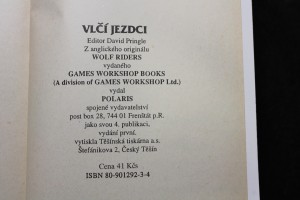 VLČÍ JEZDCI
Editor David Pringle
Z anglického originálu
WOLF RIDERS
vydaného
GAMES WORKSHOP BOOKS
(A division of GAMES WORKSHOP Ltd.)
vydal
POLARIS
spojené vydavatelství
post box 28, 744 01 Frenštát p.R.
jako svou 4. publikaci,
vydání první.
vytiskla Těšínská tiskárna a.s.
Štefánikova 2, Český Těšín
Cena 41 Kčs
ISBN 80-901292-3-4